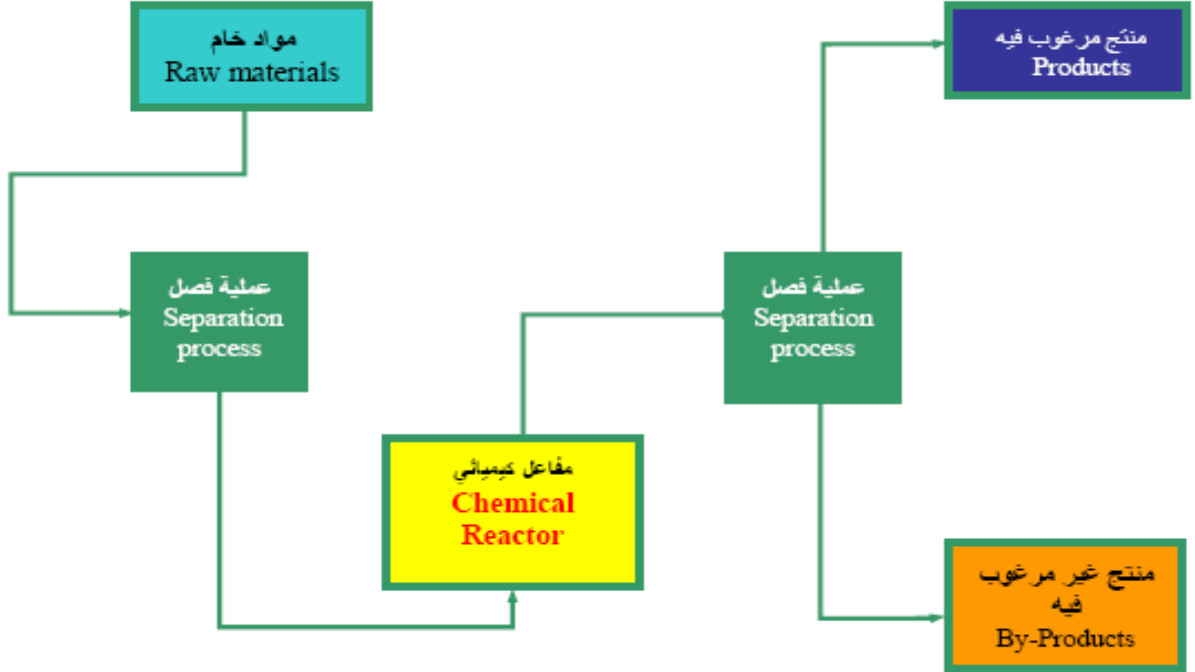 مواد خام
Raw materials
منتج مرغوب فيه
Products
عملية فصل
Separation
process
عملية فصل
Separation
process
مفاعل كيميائي
Chemical
Reactor
منتج غير مرغوب
فيه
By-Products